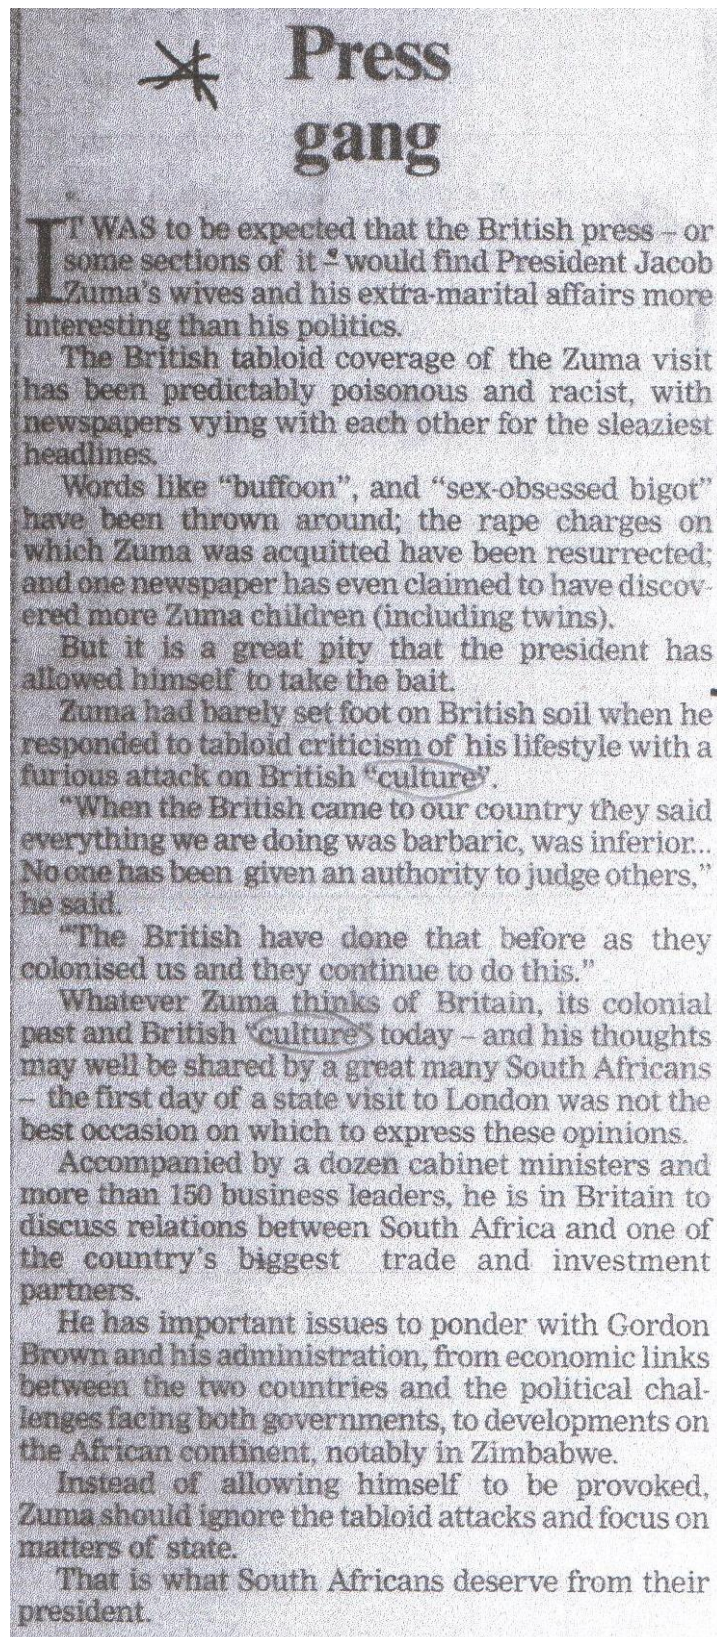 Press
gang
IT WAS to be expected that the British press – or
some sections of it – would find President Jacob
Zuma's wives and his extra-marital affairs more
interesting than his politics.
The British tabloid coverage of the Zuma visit
has been predictably poisonous and racist, with
newspapers vying with each other for the sleaziest
headlines.
Words like "buffoon", and "sex-obsessed bigot"
have been thrown around; the rape charges on
which Zuma was acquitted have been resurrected;
and one newspaper has even claimed to have discov-
ered more Zuma children (including twins).
But it is a great pity that the president has
allowed himself to take the bait.
Zuma had barely set foot on British soil when he
responded to tabloid criticism of his lifestyle with a
furious attack on British "culture".
"When the British came to our country they said
everything we are doing was barbaric, was inferior...
No one has been given an authority to judge others,"
he said.
"The British have done that before as they
colonised us and they continue to do this."
Whatever Zuma thinks of Britain, its colonial
past and British "culture" today – and his thoughts
may well be shared by a great many South Africans
– the first day of a state visit to London was not the
best occasion on which to express these opinions.
Accompanied by a dozen cabinet ministers and
more than 150 business leaders, he is in Britain to
discuss relations between South Africa and one of
the country's biggest trade and investment
partners.
He has important issues to ponder with Gordon
Brown and his administration, from economic links
between the two countries and the political chal-
lenges facing both governments, to developments on
the African continent, notably in Zimbabwe.
Instead of allowing himself to be provoked,
Zuma should ignore the tabloid attacks and focus on
matters of state.
That is what South Africans deserve from their
president.